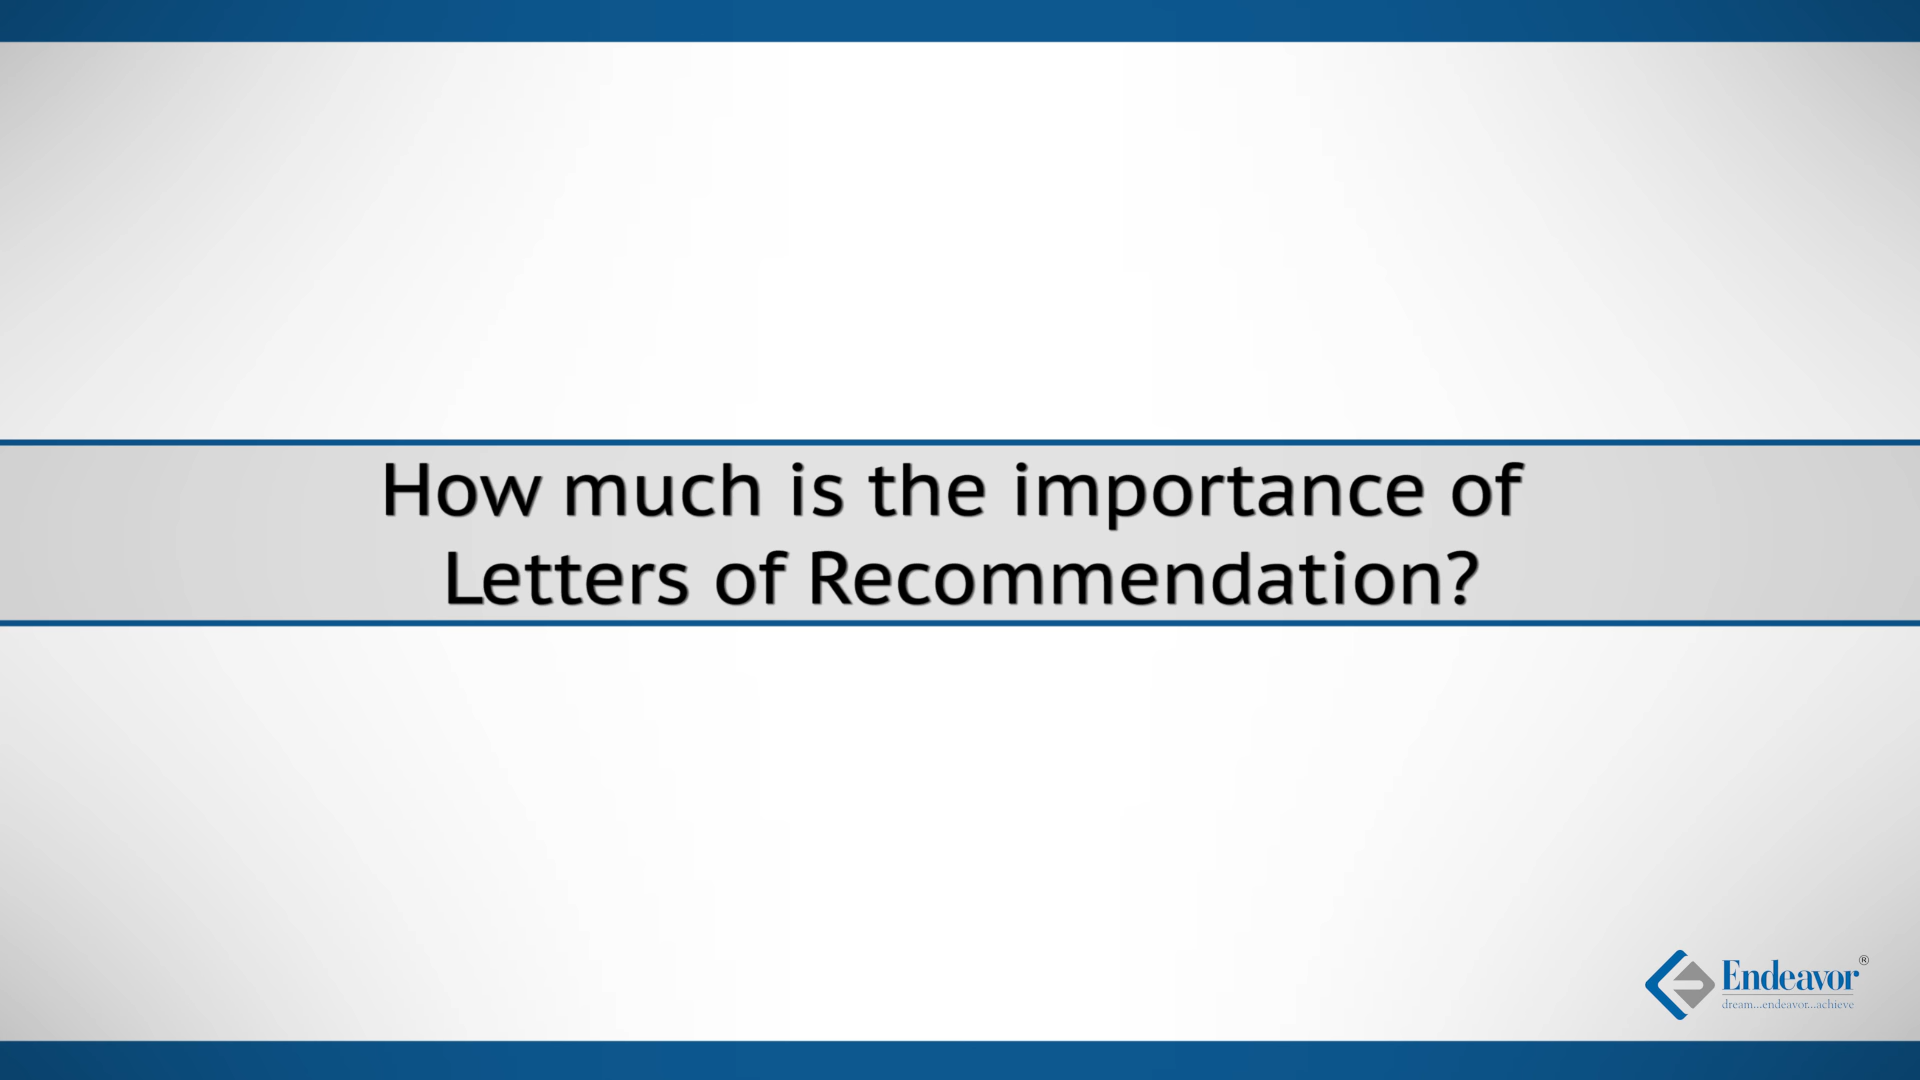 How much is the importance of
Letters of Recommendation?
Endeavor®
dream...endeavor...achieve